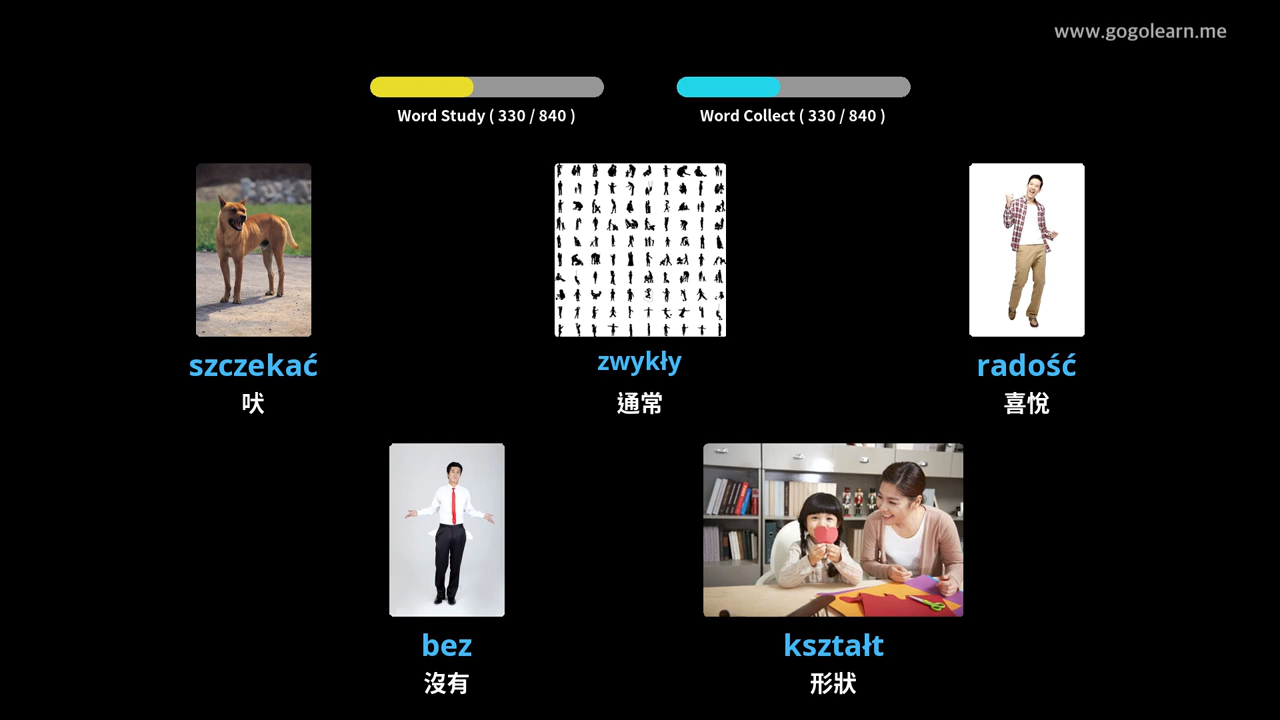 www.gogolearn.me
Word Study ( 330 / 840 )
Word Collect ( 330 / 840 )
szczekać
吠
zwykły
通常
radość
喜悅
bez
沒有
kształt
形狀